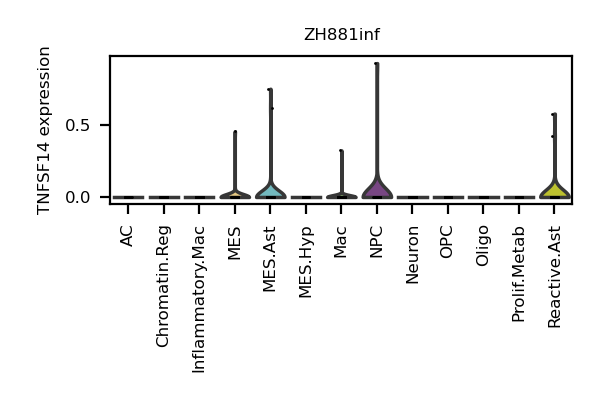 ZH881inf
TNFSF14 expression
0.5
0.0
AC
Chromatin.Reg
Inflammatory.Mac
MES
MES.Ast
MES.Hyp
Mac
NPC
Neuron
OPC
Oligo
Prolif.Metab
Reactive.Ast